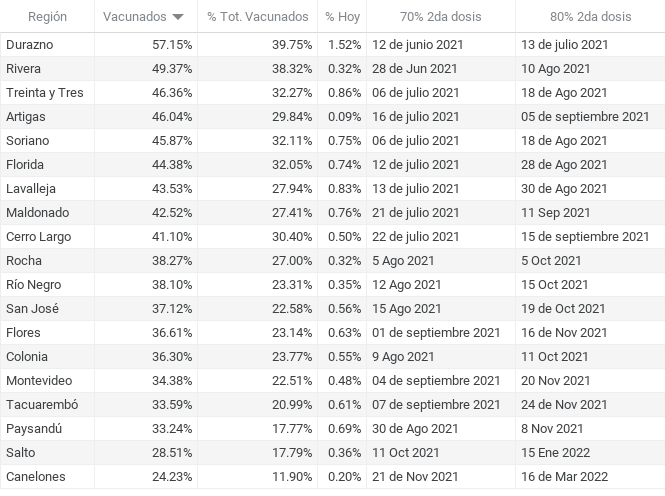 Región Vacunados % Tot. Vacunados % Hoy 70% 2da dosis 80% 2da dosis
Durazno 57.15% 39.75% 1.52% 12 de junio 2021 13 de julio 2021
Rivera 49.37% 38.32% 0.32% 28 de Jun 2021 10 Ago 2021
Treinta y Tres 46.36% 32.27% 0.86% 06 de julio 2021 18 de Ago 2021
Artigas 46.04% 29.84% 0.09% 16 de julio 2021 05 de septiembre 2021
Soriano 45.87% 32.11% 0.75% 06 de julio 2021 18 de Ago 2021
Florida 44.38% 32.05% 0.74% 12 de julio 2021 28 de Ago 2021
Lavalleja 43.53% 27.94% 0.83% 13 de julio 2021 30 de Ago 2021
Maldonado 42.52% 27.41% 0.76% 21 de julio 2021 11 Sep 2021
Cerro Largo 41.10% 30.40% 0.50% 22 de julio 2021 15 de septiembre 2021
Rocha 38.27% 27.00% 0.32% 5 Ago 2021 5 Oct 2021
Río Negro 38.10% 23.31% 0.35% 12 Ago 2021 15 Oct 2021
San José 37.12% 22.58% 0.56% 15 Ago 2021 19 de Oct 2021
Flores 36.61% 23.14% 0.63% 01 de septiembre 2021 16 de Nov 2021
Colonia 36.30% 23.77% 0.55% 9 Ago 2021 11 Oct 2021
Montevideo 34.38% 22.51% 0.48% 04 de septiembre 2021 20 Nov 2021
Tacuarembó 33.59% 20.99% 0.61% 07 de septiembre 2021 24 de Nov 2021
Paysandú 33.24% 17.77% 0.69% 30 de Ago 2021 8 Nov 2021
Salto 28.51% 17.79% 0.36% 11 Oct 2021 15 Ene 2022
Canelones 24.23% 11.90% 0.20% 21 de Nov 2021 16 de Mar 2022